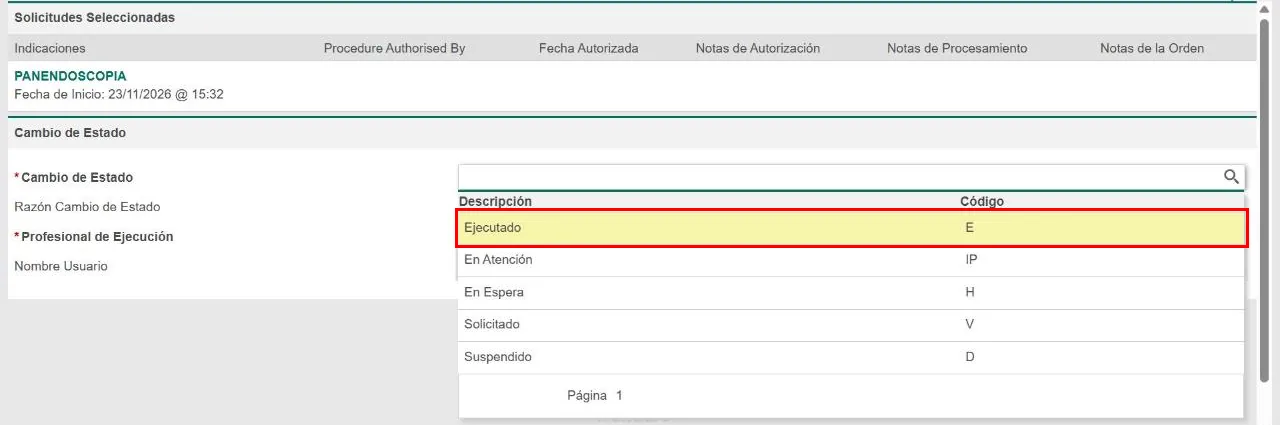 Solicitudes Seleccionadas
Indicaciones Procedure Authorised By Fecha Autorizada Notas de Autorización Notas de Procesamiento Notas de la Orden
PANENDOSCOPIA
Fecha de Inicio: 23/11/2026 @ 15:32
Cambio de Estado
*Cambio de Estado
Razón Cambio de Estado
*Profesional de Ejecución
Nombre Usuario
Descripción Código
Ejecutado E
En Atención IP
En Espera H
Solicitado V
Suspendido D
Página 1